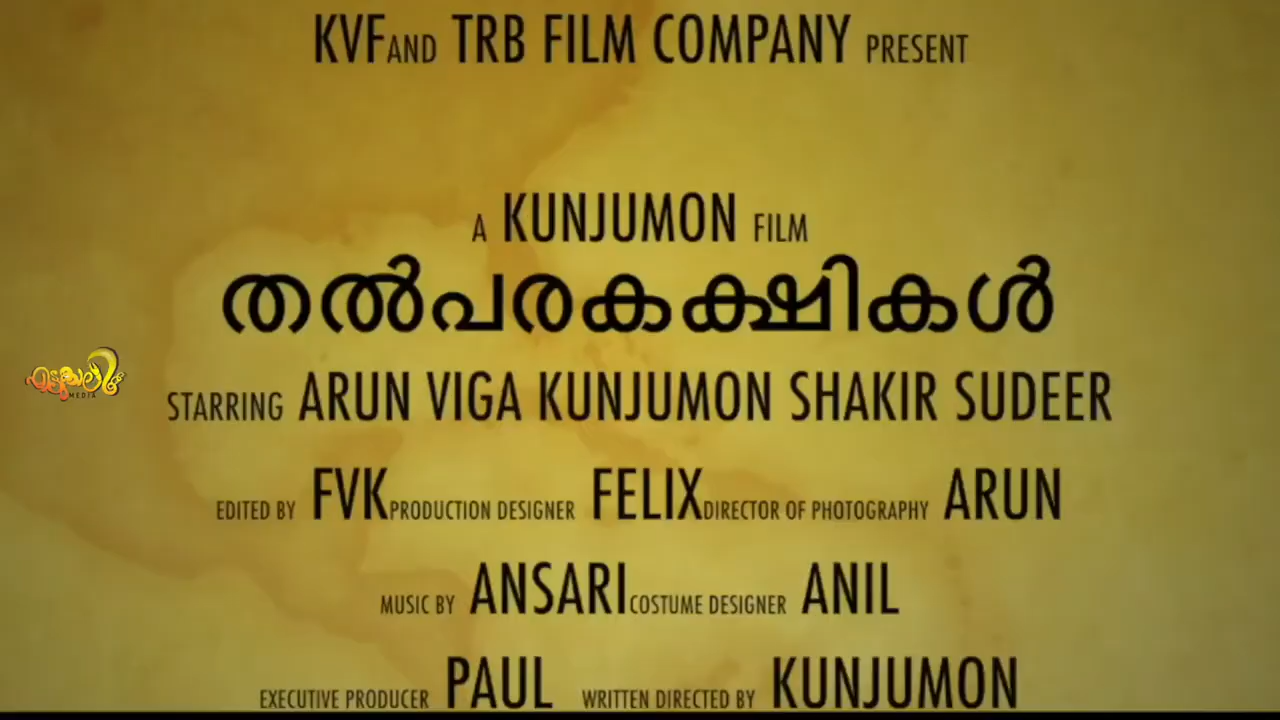 KVF AND TRB FILM COMPANY PRESENT
A KUNJUMON FILM
തൽപരകക്ഷികൾ
STARRING ARUN VIGA KUNJUMON SHAKIR SUDEER
EDITED BY FVK PRODUCTION DESIGNER FELIX DIRECTOR OF PHOTOGRAPHY ARUN
MUSIC BY ANSARI COSTUME DESIGNER ANIL
EXECUTIVE PRODUCER PAUL WRITTEN DIRECTED BY KUNJUMON
MEDIA